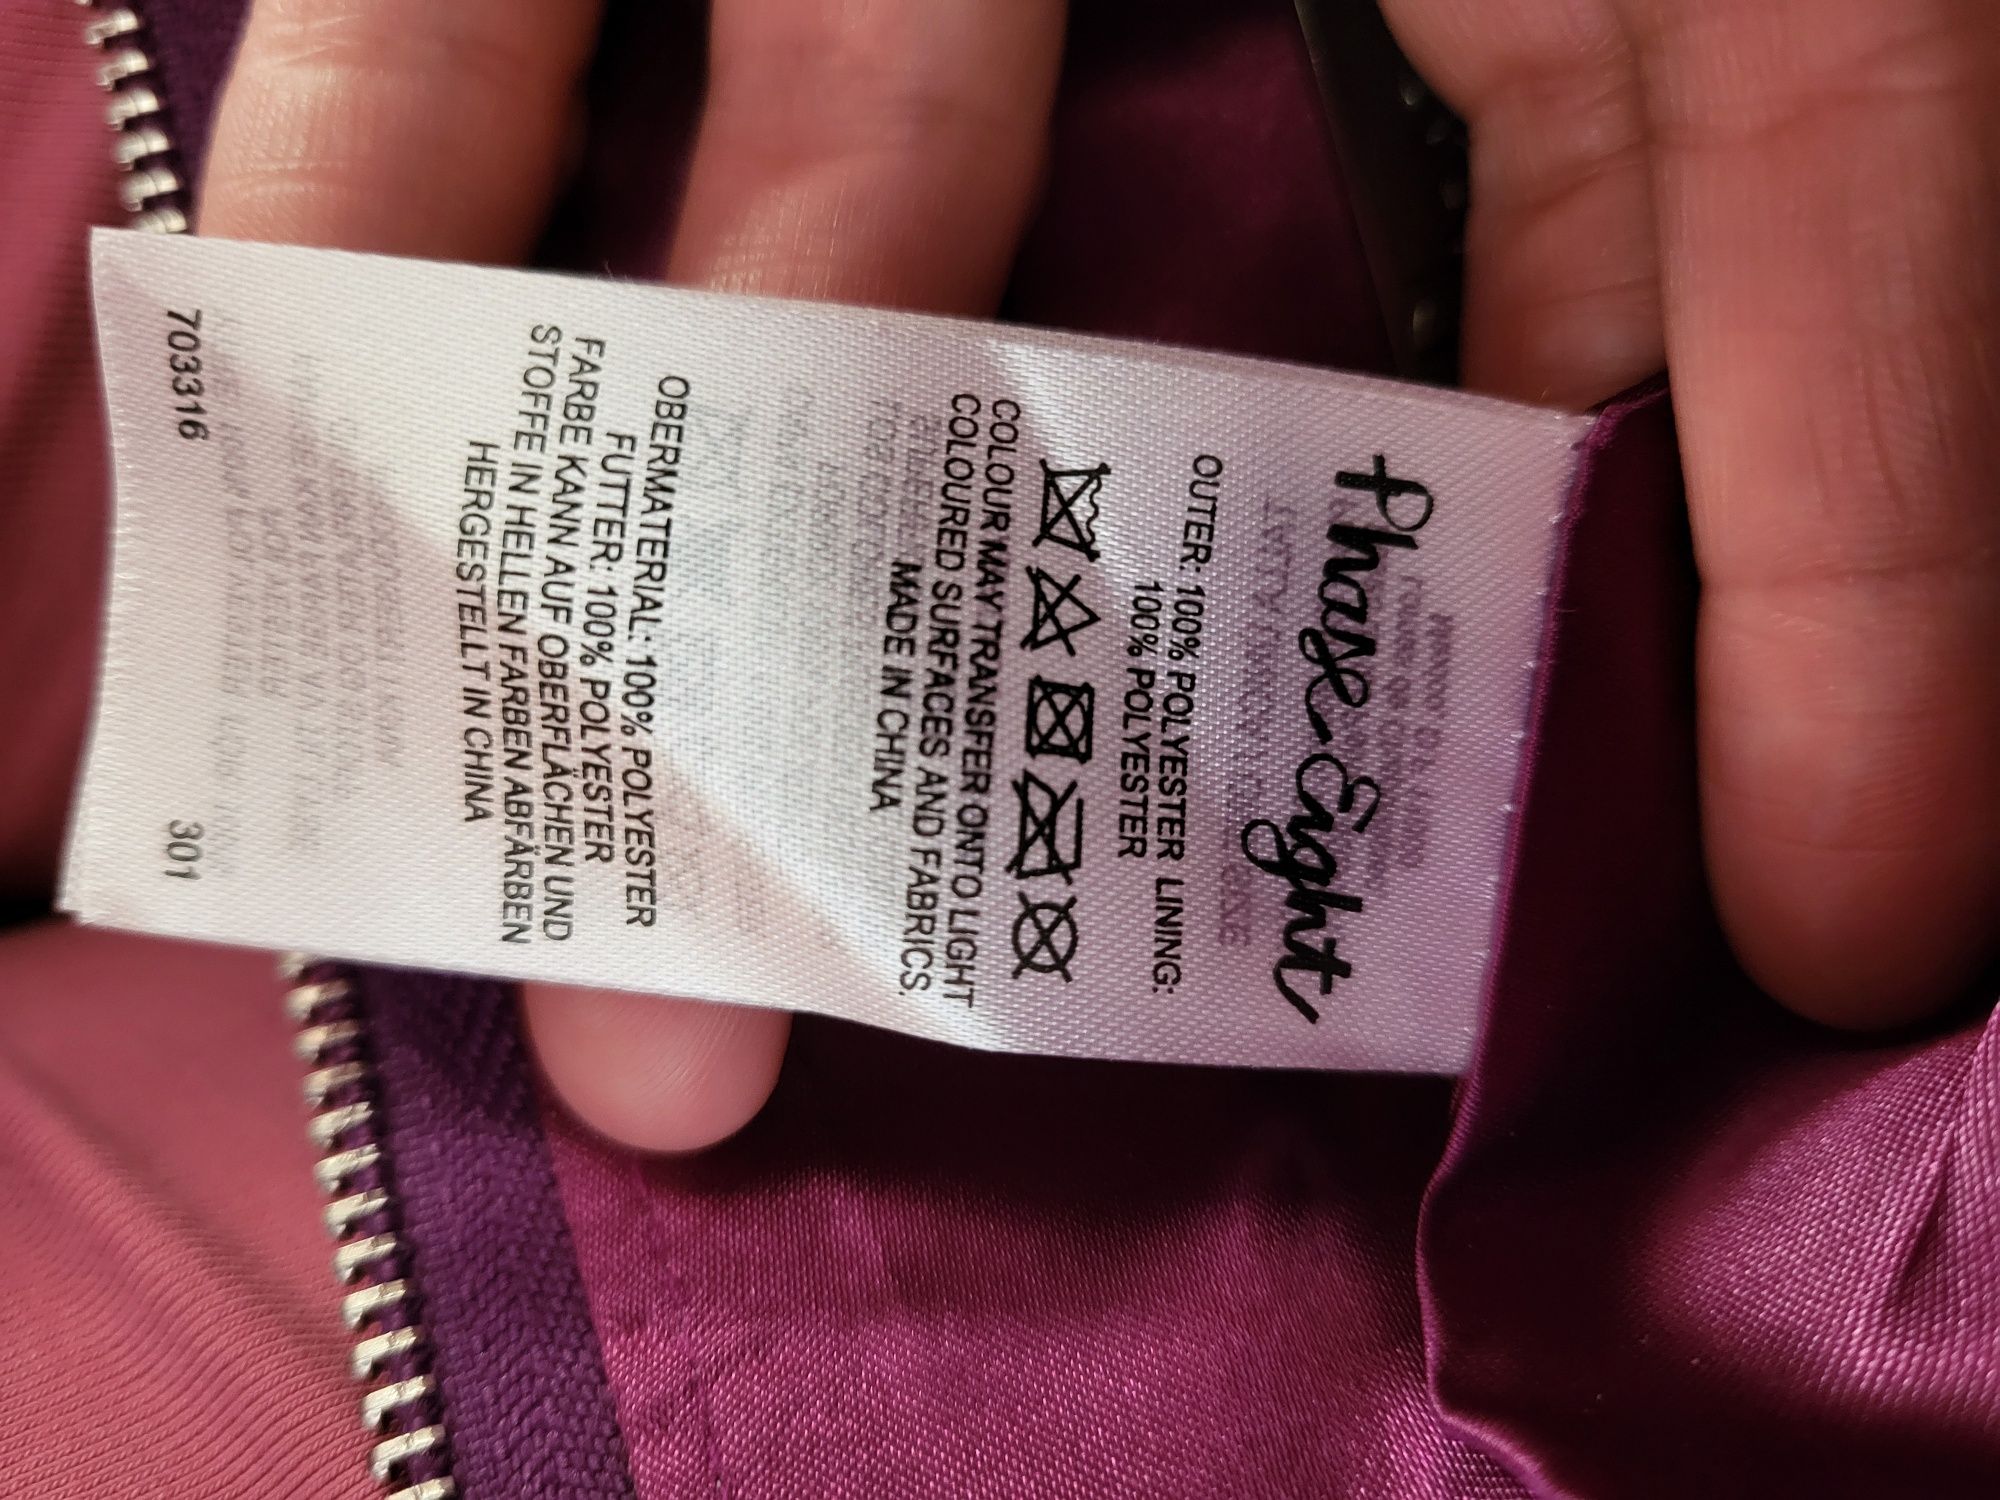 Phase Eight
OUTER: 100% POLYESTER LINING:
100% POLYESTER
COLOUR MAY TRANSFER ONTO LIGHT
COLOURED SURFACES AND FABRICS.
MADE IN CHINA
OBERMATERIAL: 100% POLYESTER
FUTTER: 100% POLYESTER
FARBE KANN AUF OBERFLÄCHEN UND
STOFFE IN HELLEN FARBEN ABFÄRBEN
HERGESTELLT IN CHINA
703316 301